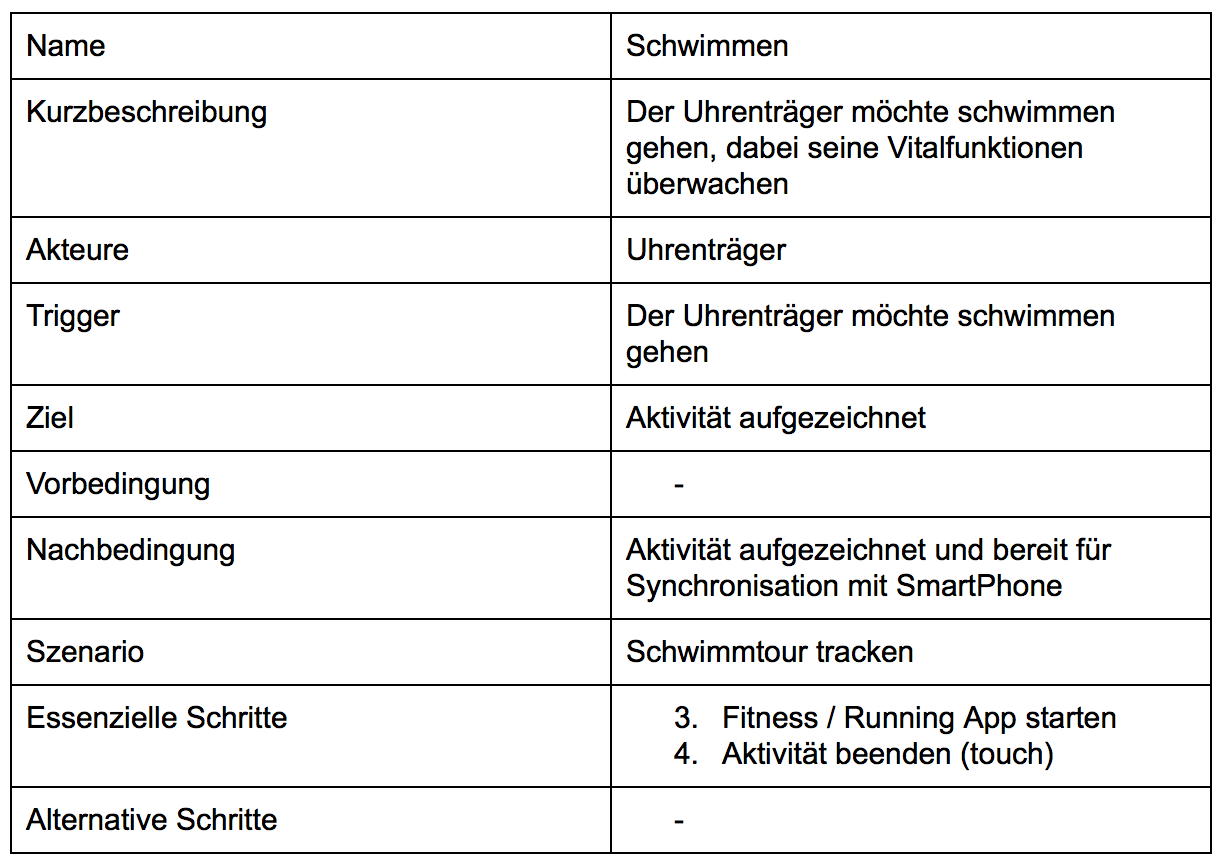 Name
Schwimmen
Kurzbeschreibung
Der Uhrenträger möchte schwimmen
gehen, dabei seine Vitalfunktionen
überwachen
Akteure
Uhrenträger
Trigger
Der Uhrenträger möchte schwimmen
gehen
Ziel
Aktivität aufgezeichnet
Vorbedingung
-
Nachbedingung
Aktivität aufgezeichnet und bereit für
Synchronisation mit SmartPhone
Szenario
Schwimmtour tracken
Essenzielle Schritte
3. Fitness / Running App starten
4. Aktivität beenden (touch)
Alternative Schritte
-